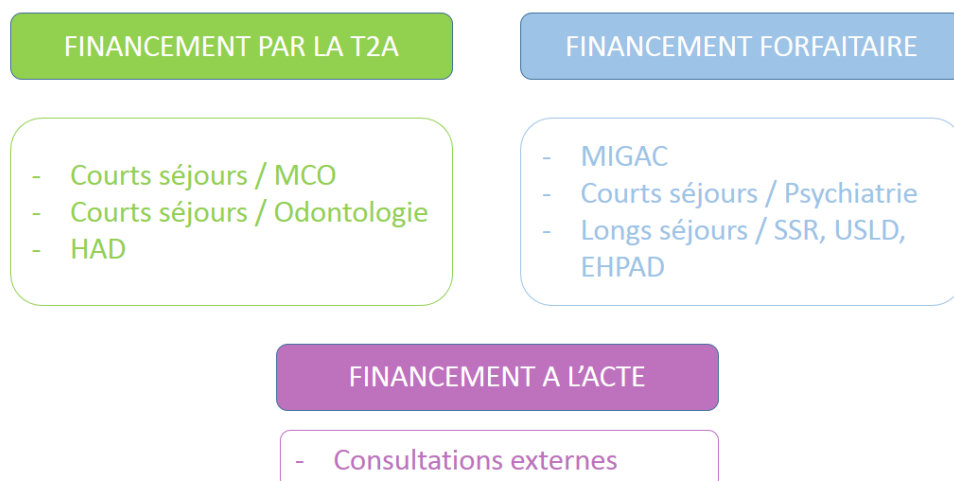 FINANCEMENT PAR LA T2A
- Courts séjours / MCO
- Courts séjours / Odontologie
- HAD
FINANCEMENT FORFAITAIRE
- MIGAC
- Courts séjours / Psychiatrie
- Longs séjours / SSR, USLD,
EHPAD
FINANCEMENT A L'ACTE
- Consultations externes